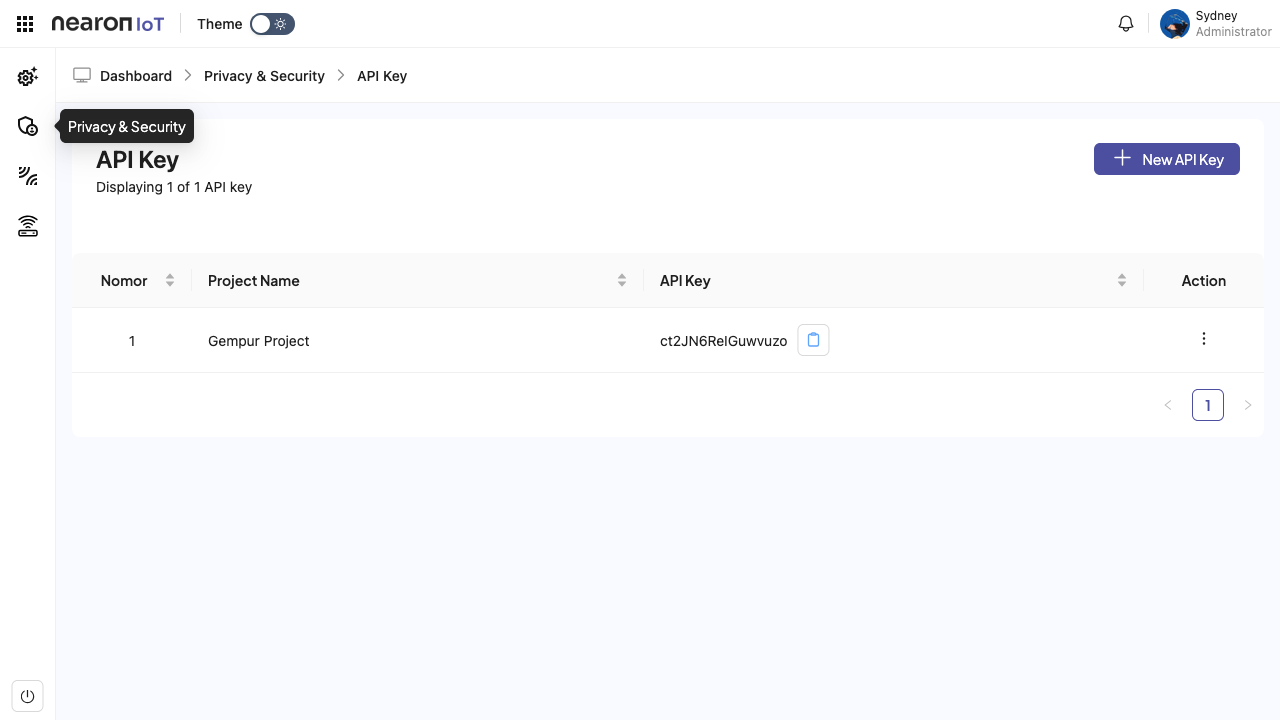 nearon IoT
Theme
Sydney
Administrator
Dashboard
Privacy & Security
API Key
Privacy & Security
API Key
Displaying 1 of 1 API key
New API Key
Nomor
Project Name
API Key
Action
1
Gempur Project
ct2JN6RelGuwvuzo
1